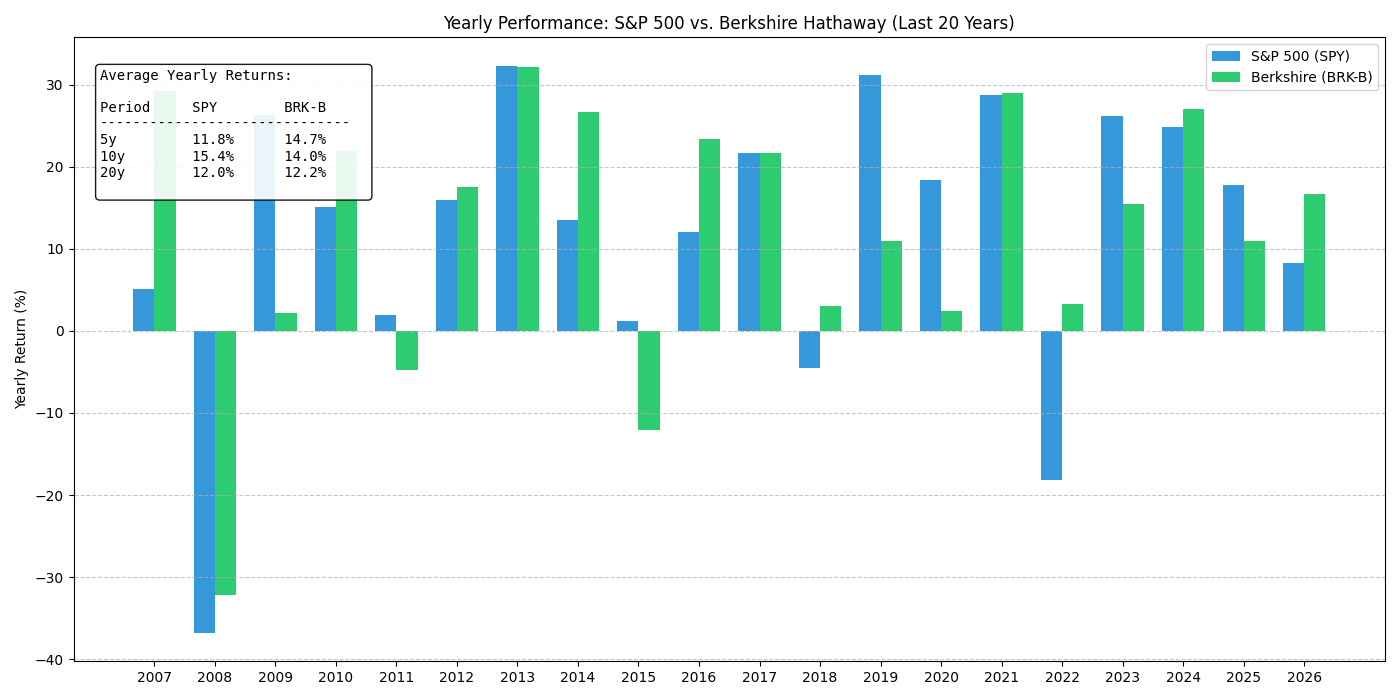 Yearly Performance: S&P 500 vs. Berkshire Hathaway (Last 20 Years)
S&P 500 (SPY)
Berkshire (BRK-B)
Average Yearly Returns:
Period     SPY        BRK-B
------------------------------
5y         11.8%      14.7%
10y        15.4%      14.0%
20y        12.0%      12.2%
Yearly Return (%)
30
20
10
0
−10
−20
−30
−40
2007 2008 2009 2010 2011 2012 2013 2014 2015 2016 2017 2018 2019 2020 2021 2022 2023 2024 2025 2026